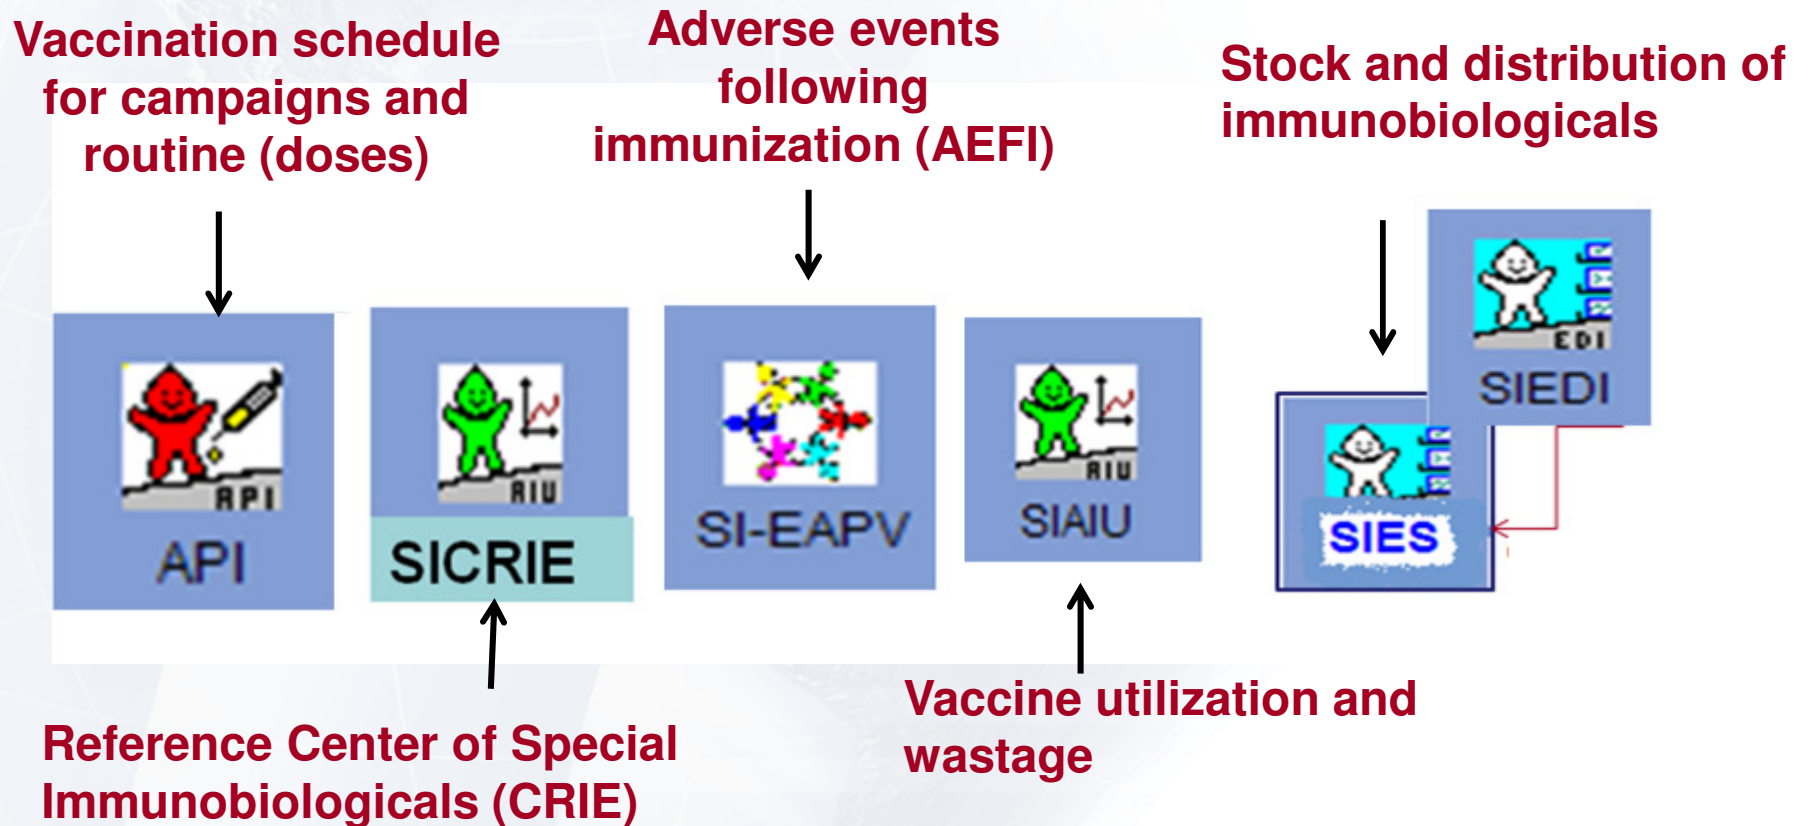 Vaccination schedule
for campaigns and
routine (doses)
Adverse events
following
immunization (AEFI)
Stock and distribution of
immunobiologicals
API
API
AIU
SICRIE
SI-EAPV
AIU
SIAIU
EDI
SIEDI
SIES
Reference Center of Special
Immunobiologicals (CRIE)
Vaccine utilization and
wastage